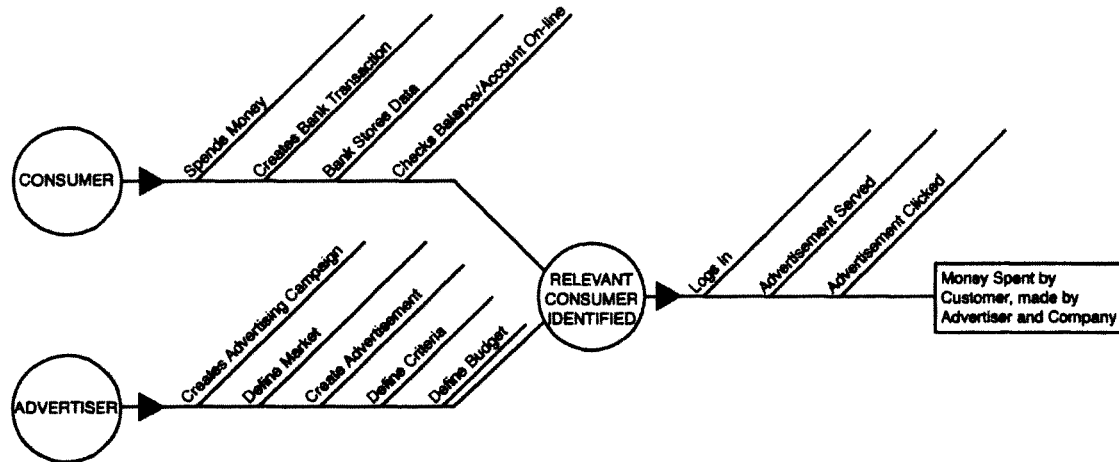 CONSUMER
Spends Money
Creates Bank Transaction
Bank Stores Data
Checks Balance/Account On-line
ADVERTISER
Creates Advertising Campaign
Define Market
Create Advertisement
Define Criteria
Define Budget
RELEVANT
CONSUMER
IDENTIFIED
Logs In
Advertisement Served
Advertisement Clicked
Money Spent by
Customer, made by
Advertiser and Company